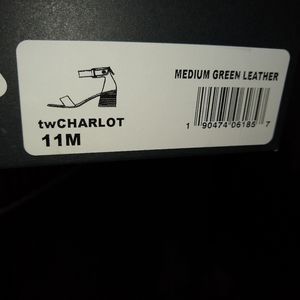 MEDIUM GREEN LEATHER
twCHARLOT
11M
1 90474 06185 7